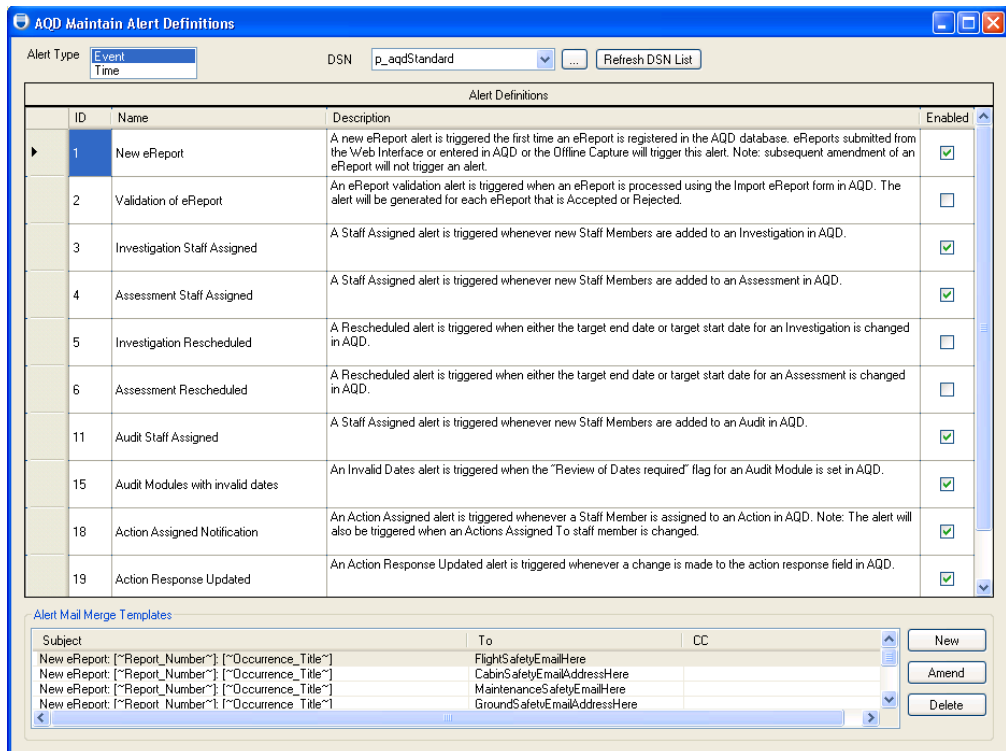 AQD Maintain Alert Definitions
Alert Type
Event
Time
DSN
p_aqdStandard
...
Refresh DSN List
Alert Definitions
ID Name Description Enabled
1 New eReport
A new eReport alert is triggered the first time an eReport is registered in the AQD database. eReports submitted from
the Web Interface or entered in AQD or the Offline Capture will trigger this alert. Note: subsequent amendment of an
eReport will not trigger an alert.
2 Validation of eReport
An eReport validation alert is triggered when an eReport is processed using the Import eReport form in AQD. The
alert will be generated for each eReport that is Accepted or Rejected.
3 Investigation Staff Assigned
A Staff Assigned alert is triggered whenever new Staff Members are added to an Investigation in AQD.
4 Assessment Staff Assigned
A Staff Assigned alert is triggered whenever new Staff Members are added to an Assessment in AQD.
5 Investigation Rescheduled
A Rescheduled alert is triggered when either the target end date or target start date for an Investigation is changed
in AQD.
6 Assessment Rescheduled
A Rescheduled alert is triggered when either the target end date or target start date for an Assessment is changed
in AQD.
11 Audit Staff Assigned
A Staff Assigned alert is triggered whenever new Staff Members are added to an Audit in AQD.
15 Audit Modules with invalid dates
An Invalid Dates alert is triggered when the "Review of Dates required" flag for an Audit Module is set in AQD.
18 Action Assigned Notification
An Action Assigned alert is triggered whenever a Staff Member is assigned to an Action in AQD. Note: The alert will
also be triggered when an Actions Assigned To staff member is changed.
19 Action Response Updated
An Action Response Updated alert is triggered whenever a change is made to the action response field in AQD.
Alert Mail Merge Templates
Subject To CC
New eReport: [~Report_Number~]: [~Occurrence_Title~] FlightSafetyEmailHere
New eReport: [~Report_Number~]: [~Occurrence_Title~] CabinSafetyEmailAddressHere
New eReport: [~Report_Number~]: [~Occurrence_Title~] MaintenanceSafetyEmailHere
New eReport: [~Report_Number~]: [~Occurrence_Title~] GroundSafetyEmailAddressHere
New
Amend
Delete